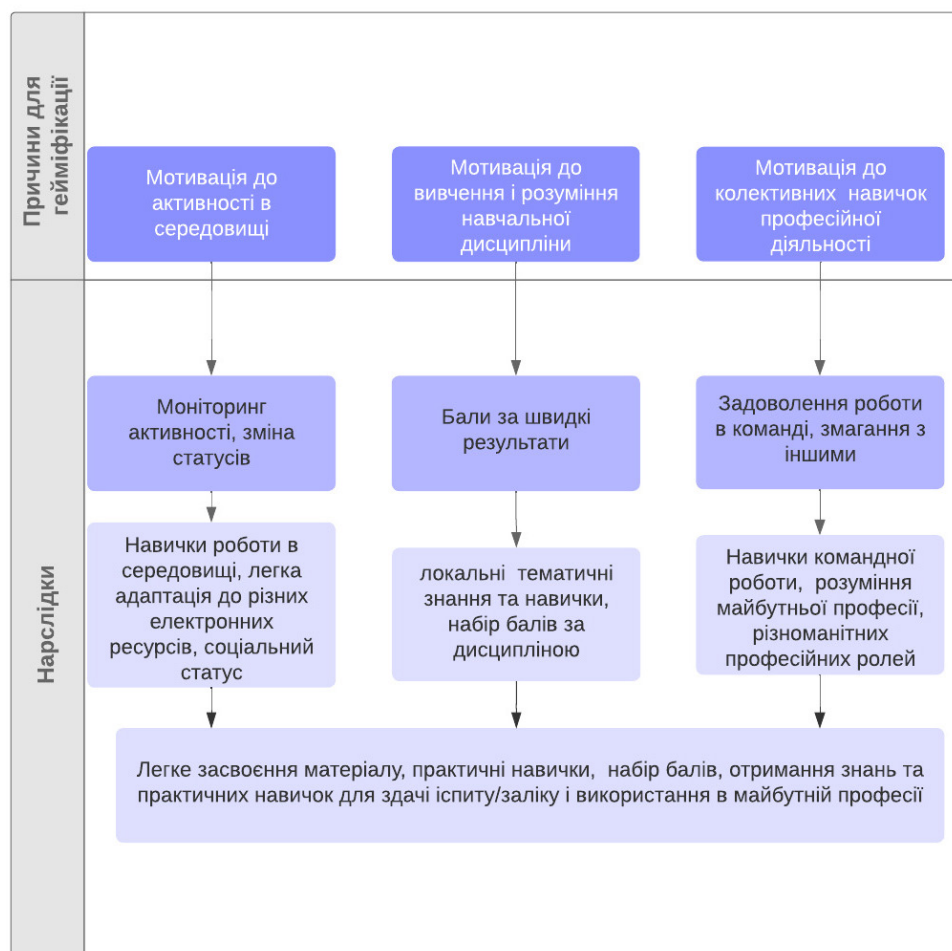 Причини для
гейміфікації
Мотивація до
активності в
середовищі
Мотивація до
вивчення і розуміння
навчальної
дисципліни
Мотивація до
колективних навичок
професійної
діяльності
Нарслідки
Моніторинг
активності, зміна
статусів
Бали за швидкі
результати
Задоволення роботи
в команді, змагання з
іншими
Навички роботи в
середовищі, легка
адаптація до різних
електронних
ресурсів, соціальний
статус
локальні тематичні
знання та навички,
набір балів за
дисципліною
Навички командної
роботи, розуміння
майбутньої професії,
різноманітних
професійних ролей
Легке засвоєння матеріалу, практичні навички, набір балів, отримання знань та
практичних навичок для здачі іспиту/заліку і використання в майбутній професії